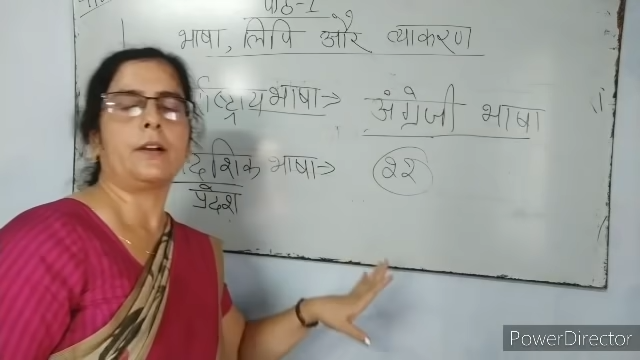 पाठ-1
भाषा, लिपि और व्याकरण
भाषा→ अंग्रेजी भाषा
भाषा→ २२
प्रदेश
PowerDirector